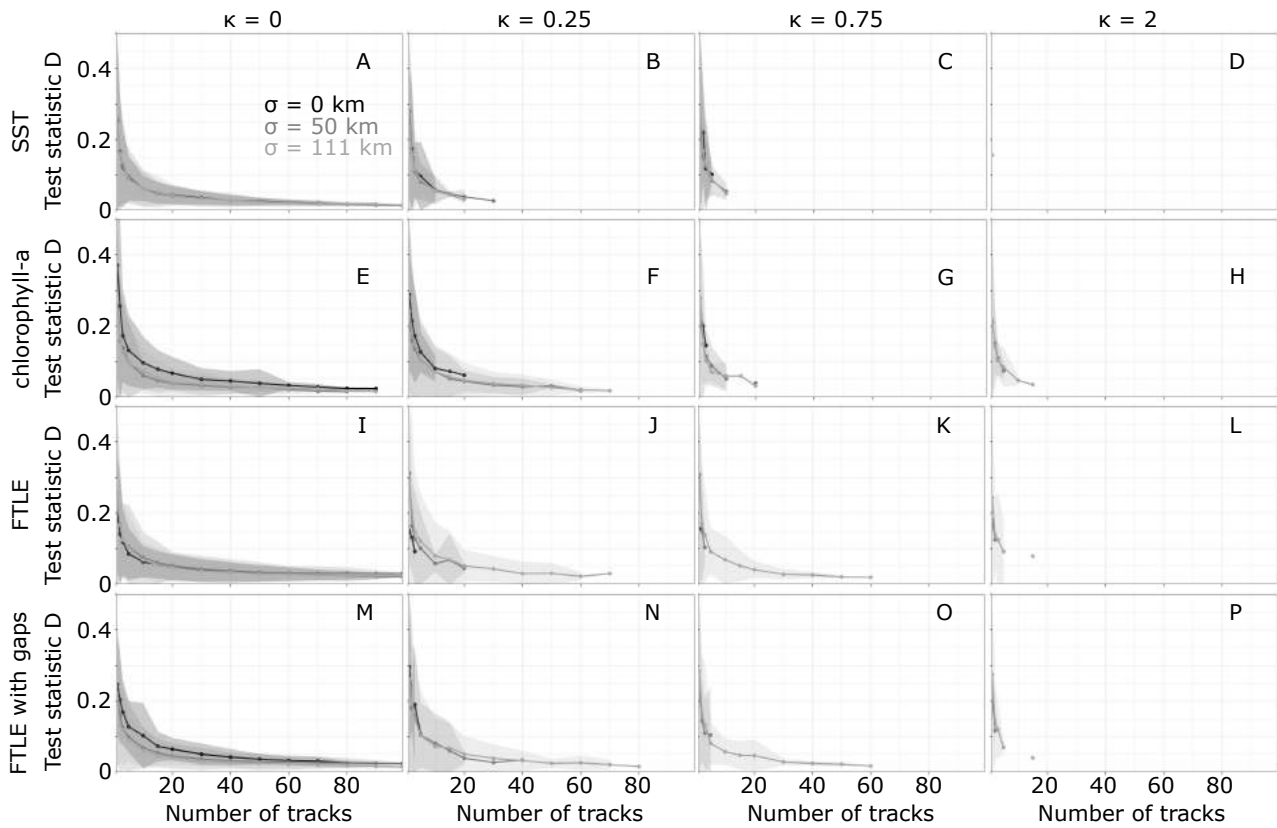 κ = 0 κ = 0.25 κ = 0.75 κ = 2
SST
Test statistic D
0.4
0.2
0
A B C D
σ = 0 km
σ = 50 km
σ = 111 km
chlorophyll-a
Test statistic D
0.4
0.2
0
E F G H
FTLE
Test statistic D
0.4
0.2
0
I J K L
FTLE with gaps
Test statistic D
0.4
0.2
0
M N O P
20 40 60 80 20 40 60 80 20 40 60 80 20 40 60 80
Number of tracks Number of tracks Number of tracks Number of tracks